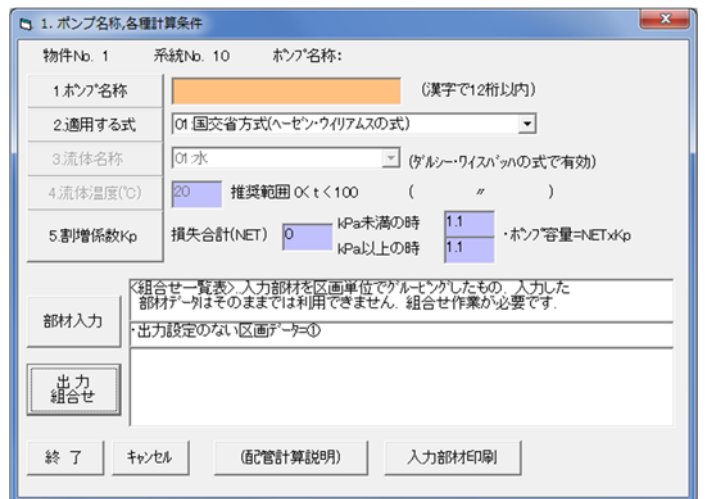 1. ポンプ名称,各種計算条件
物件No. 1 系統No. 10 ポンプ名称:
1.ポンプ名称 (漢字で12桁以内)
2.適用する式 01:国交省方式(ヘーゼン・ウイリアムスの式)
3.流体名称 01:水 (ダルシー・ワイスバッハの式で有効)
4.流体温度(℃) 20 推奨範囲 0<t<100 ( 〃 )
5.割増係数Kp 損失合計(NET) 0 kPa未満の時 1.1 ・ポンプ容量=NET×Kp
kPa以上の時 1.1
部材入力
<組合せ一覧表>..入力部材を区画単位でグルーピングしたもの. 入力した
部材データはそのままでは利用できません. 組合せ作業が必要です.
・出力設定のない区画データ=①
出力
組合せ
終 了 キャンセル (配管計算説明) 入力部材印刷